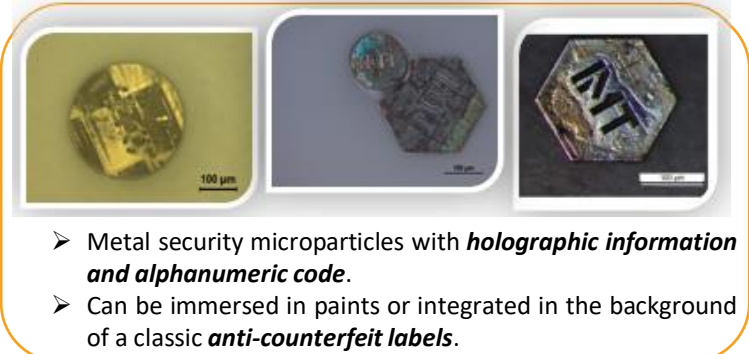 100 µm
IMT
➢ Metal security microparticles with holographic information
and alphanumeric code.
➢ Can be immersed in paints or integrated in the background
of a classic anti-counterfeit labels.